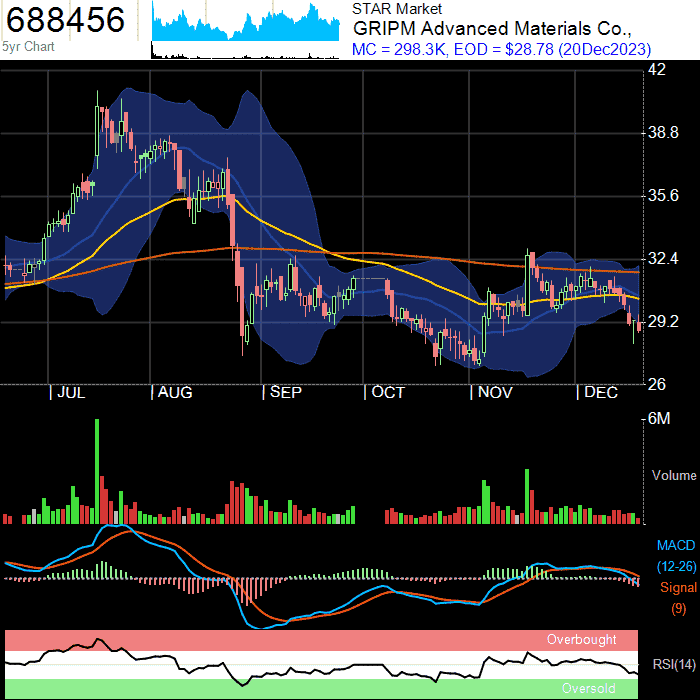 688456
5yr Chart
STAR Market
GRIPM Advanced Materials Co.,
MC = 298.3K, EOD = $28.78 (20Dec2023)
42
38.8
35.6
32.4
29.2
26
| JUL | AUG | SEP | OCT | NOV | DEC
6M
Volume
MACD
(12-26)
Signal
(9)
Overbought
RSI(14)
Oversold